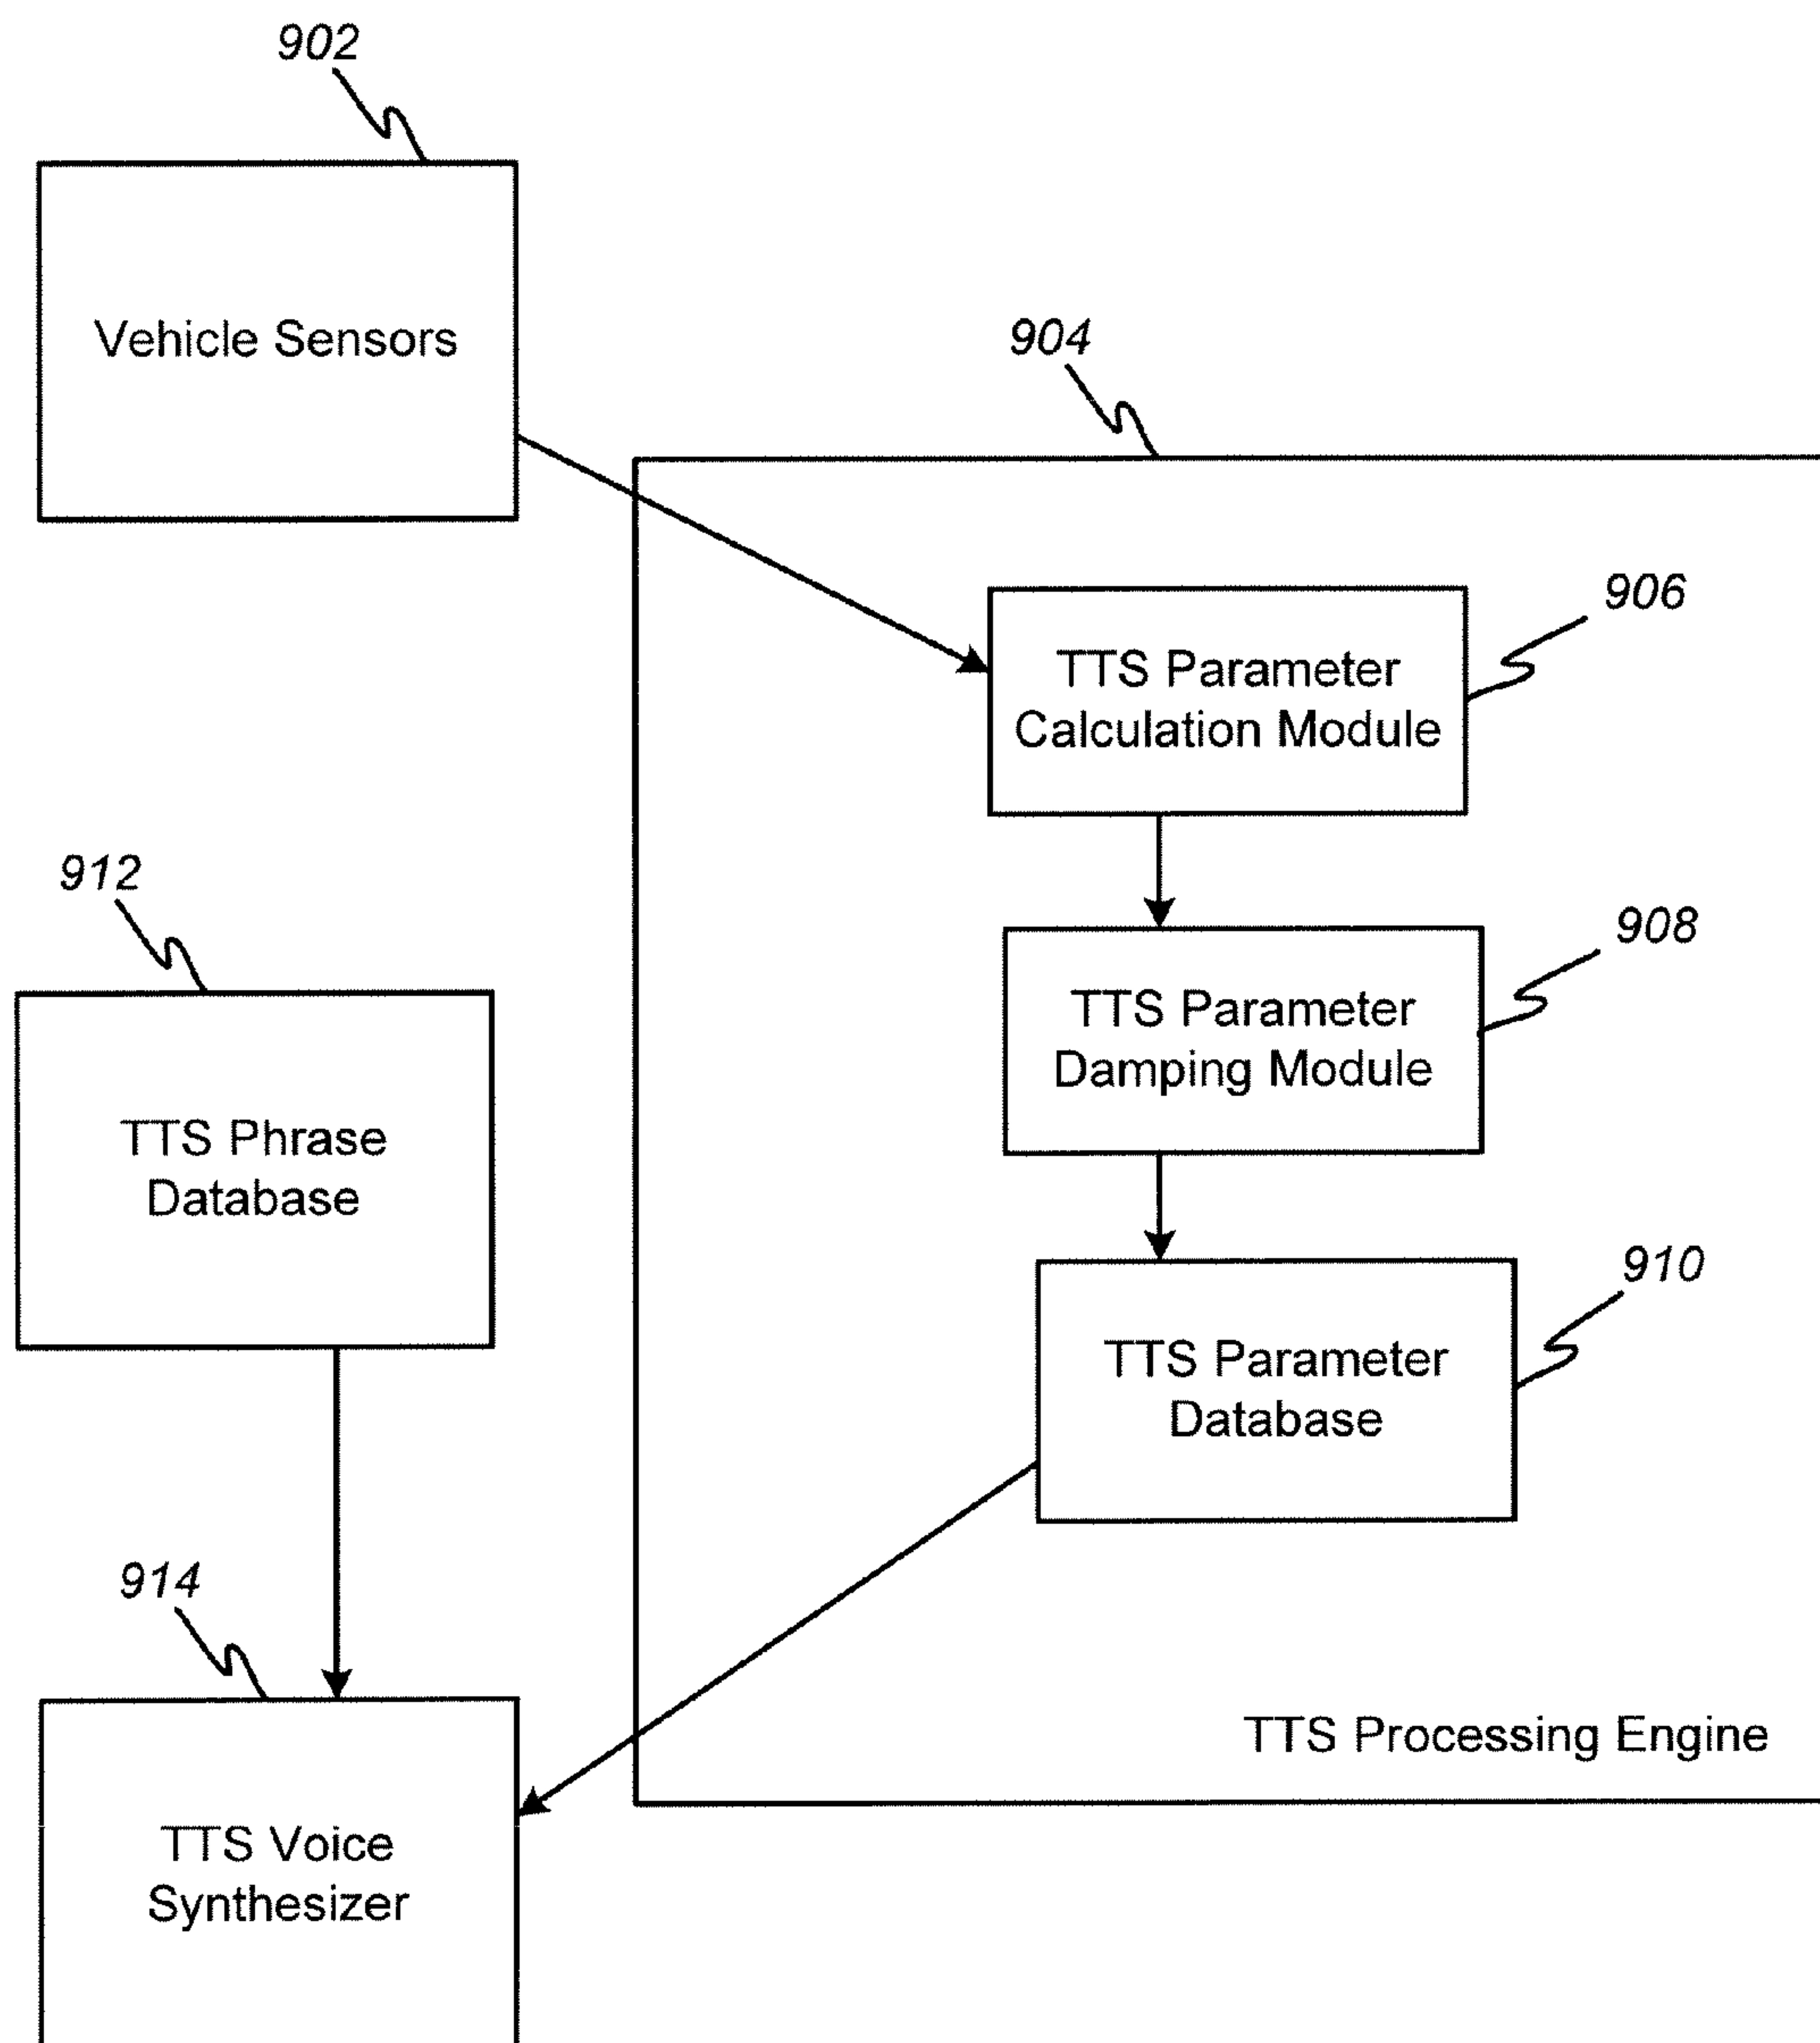 902
Vehicle Sensors
904
906
TTS Parameter
Calculation Module
912
908
TTS Parameter
Damping Module
TTS Phrase
Database
910
TTS Parameter
Database
914
TTS Processing Engine
TTS Voice
Synthesizer